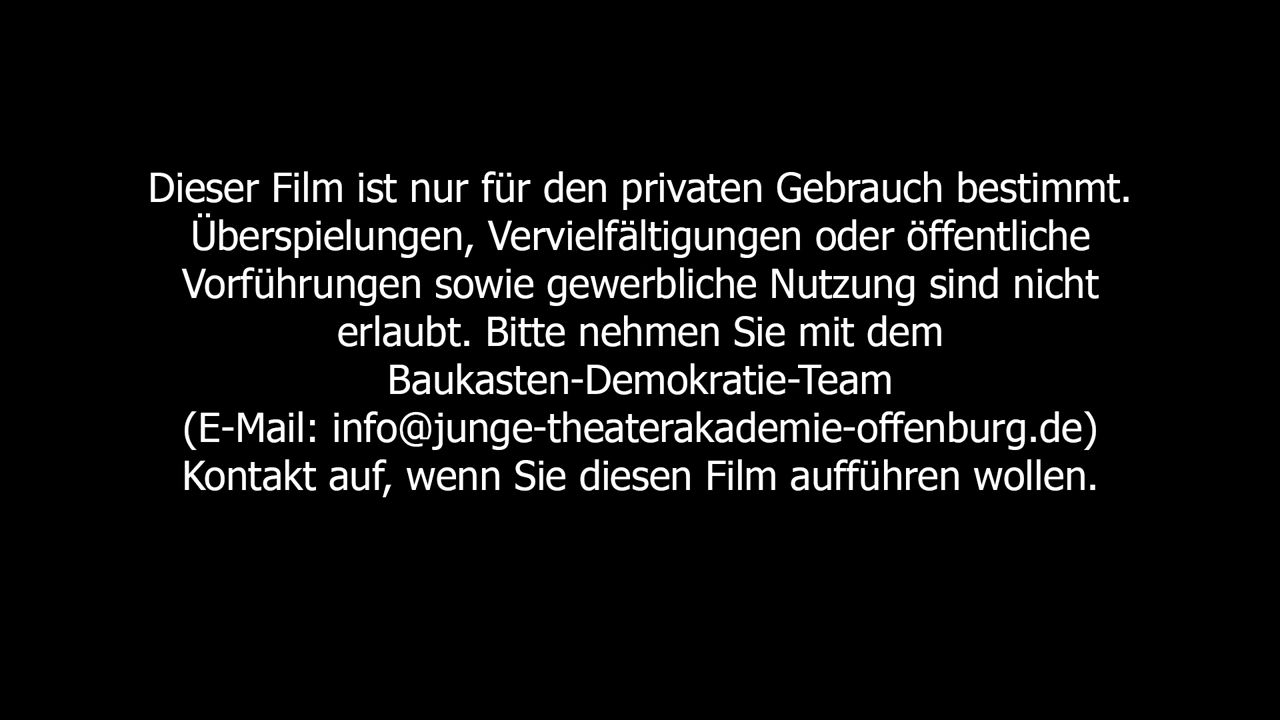 Dieser Film ist nur für den privaten Gebrauch bestimmt.
Überspielungen, Vervielfältigungen oder öffentliche
Vorführungen sowie gewerbliche Nutzung sind nicht
erlaubt. Bitte nehmen Sie mit dem
Baukasten-Demokratie-Team
(E-Mail: info@junge-theaterakademie-offenburg.de)
Kontakt auf, wenn Sie diesen Film aufführen wollen.